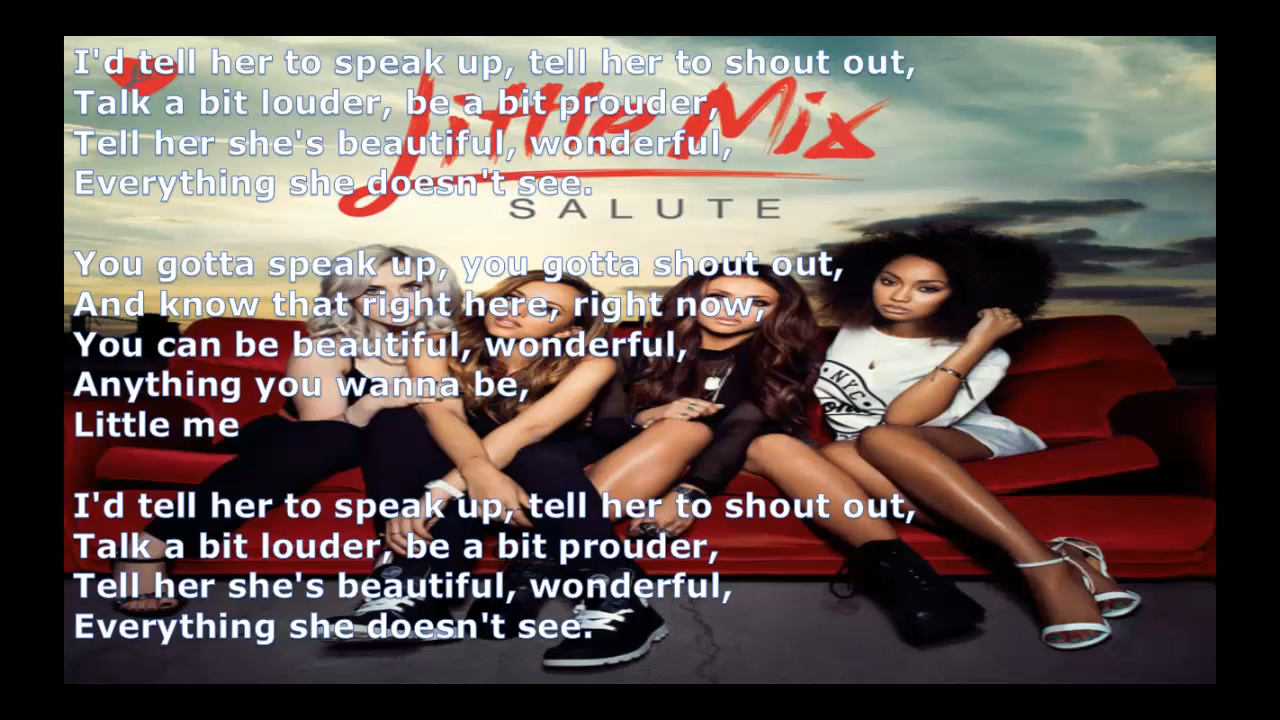 I'd tell her to speak up, tell her to shout out,
Talk a bit louder, be a bit prouder,
Tell her she's beautiful, wonderful,
Everything she doesn't see.
Little Mix
SALUTE
You gotta speak up, you gotta shout out,
And know that right here, right now,
You can be beautiful, wonderful,
Anything you wanna be,
Little me
NYC
I'd tell her to speak up, tell her to shout out,
Talk a bit louder, be a bit prouder,
Tell her she's beautiful, wonderful,
Everything she doesn't see.